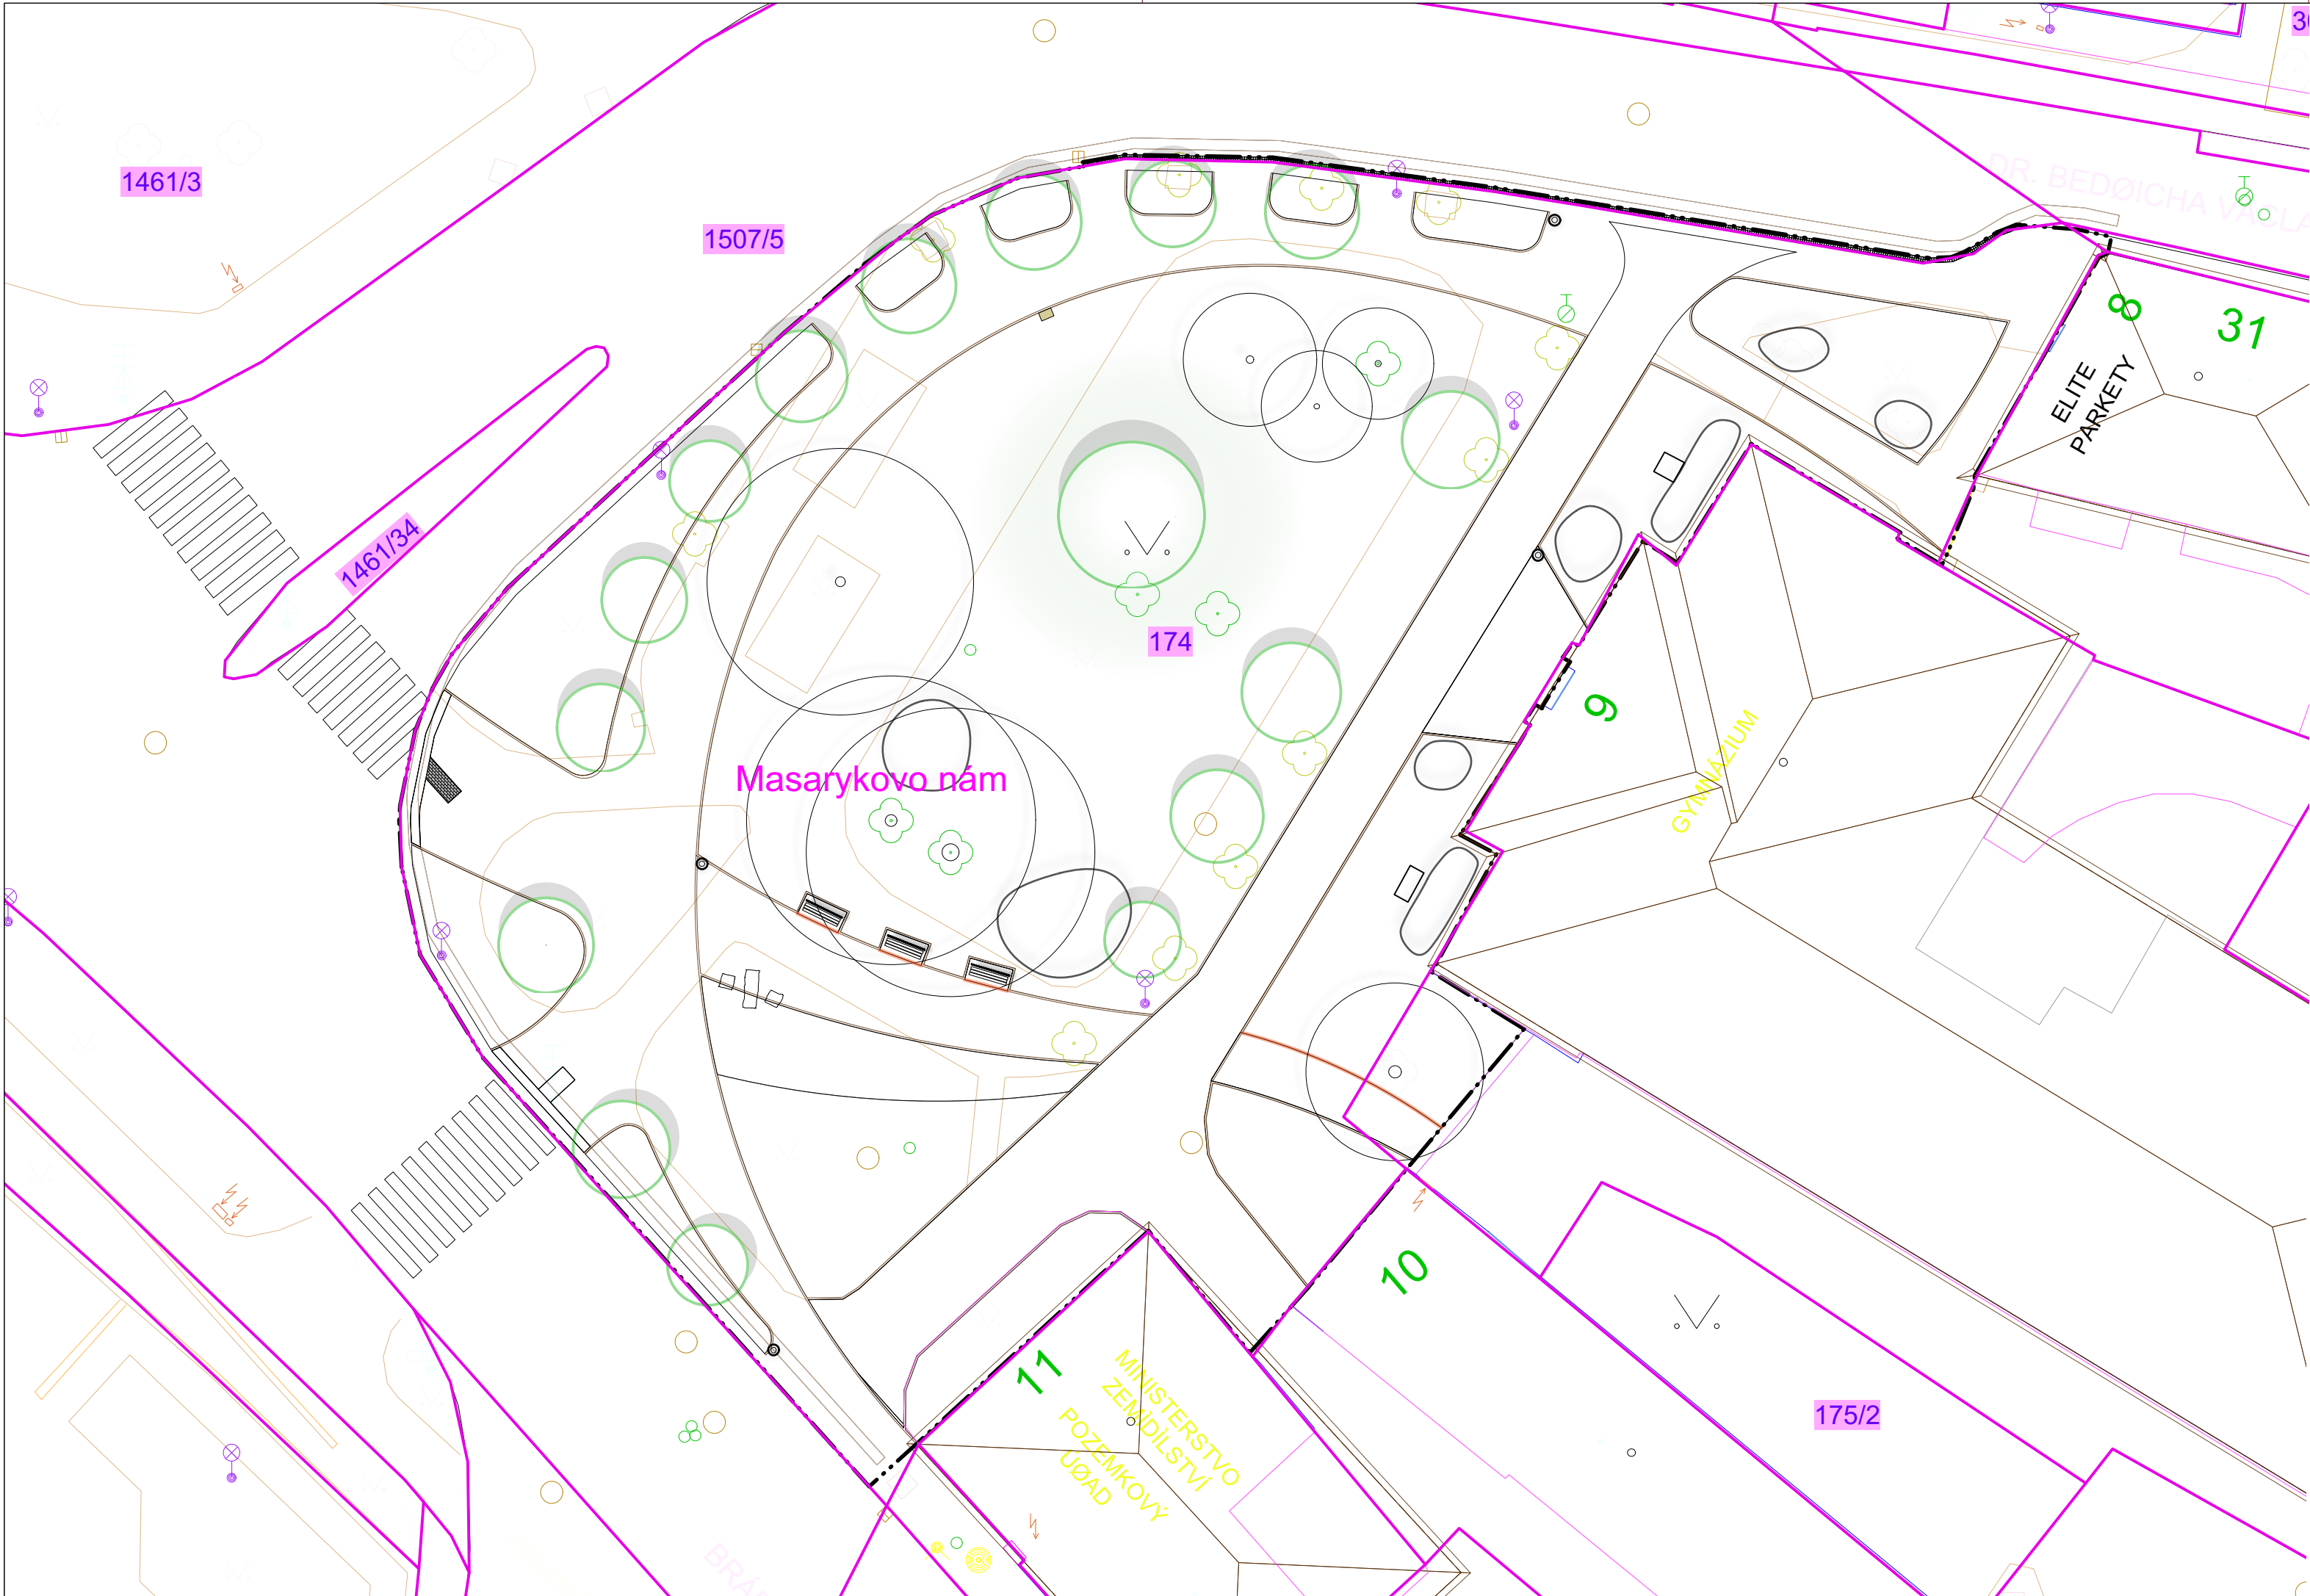 1461/3
1507/5
DR. BEDØICHA VÁCLA
8
31
ELITE
PARKETY
1461/34
174
9
GYMNÁZIUM
Masarykovo nám
10
11
MINISTERSTVO
ZEMÌDÌLSTVÍ
POZEMKOVÝ
ÚØAD
175/2